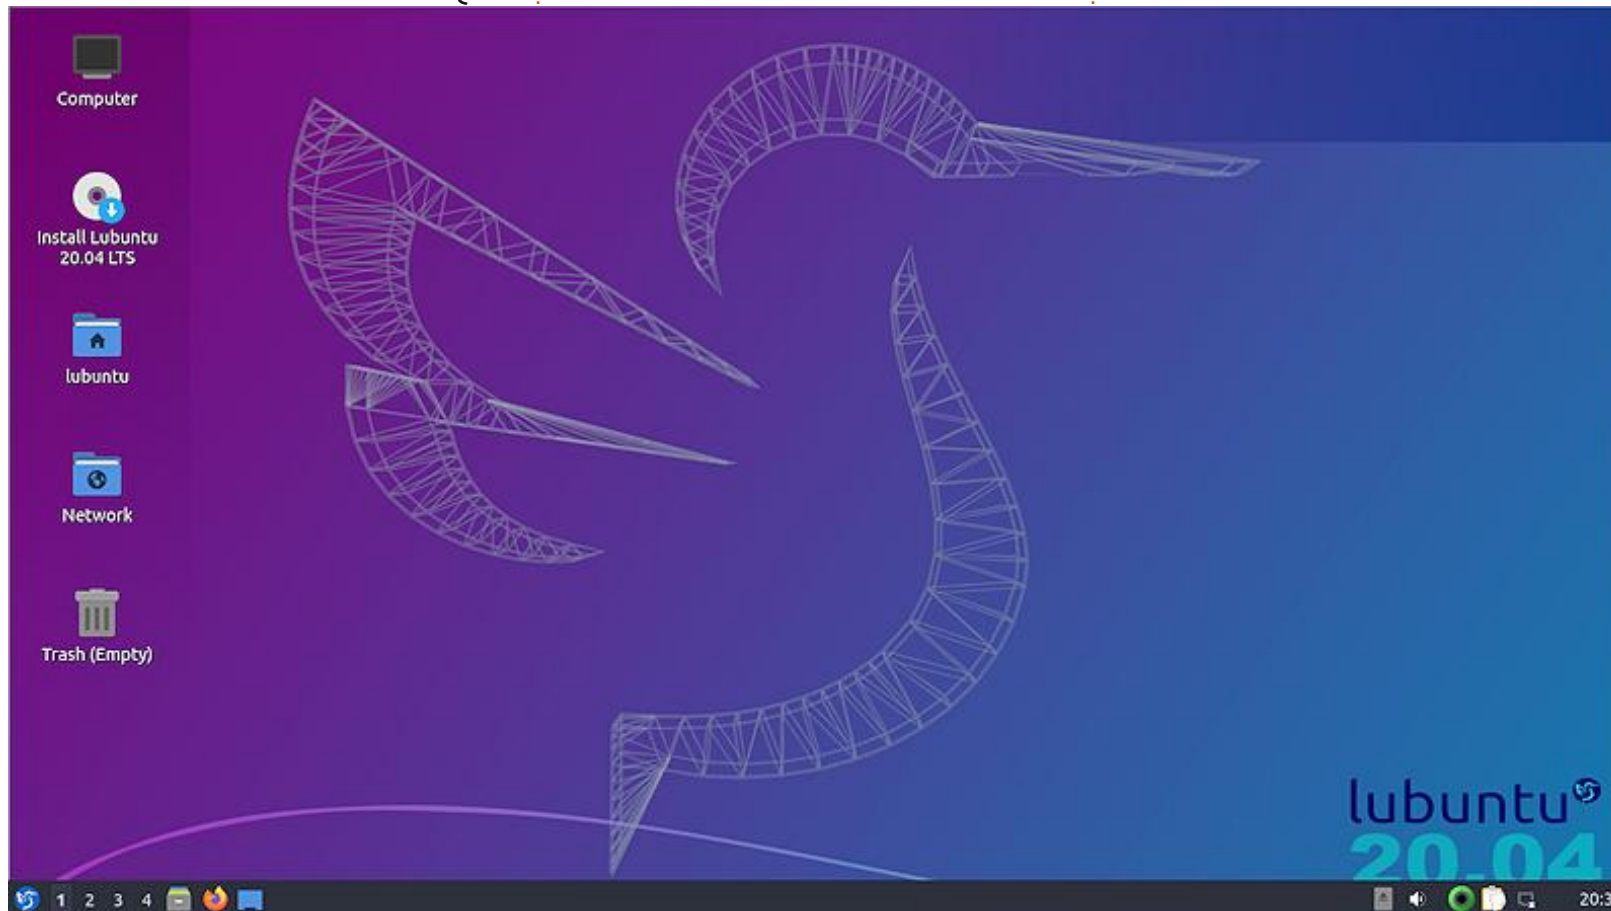 Computer
Install Lubuntu
20.04 LTS
lubuntu
Network
Trash (Empty)
lubuntu
20.04
1 2 3 4